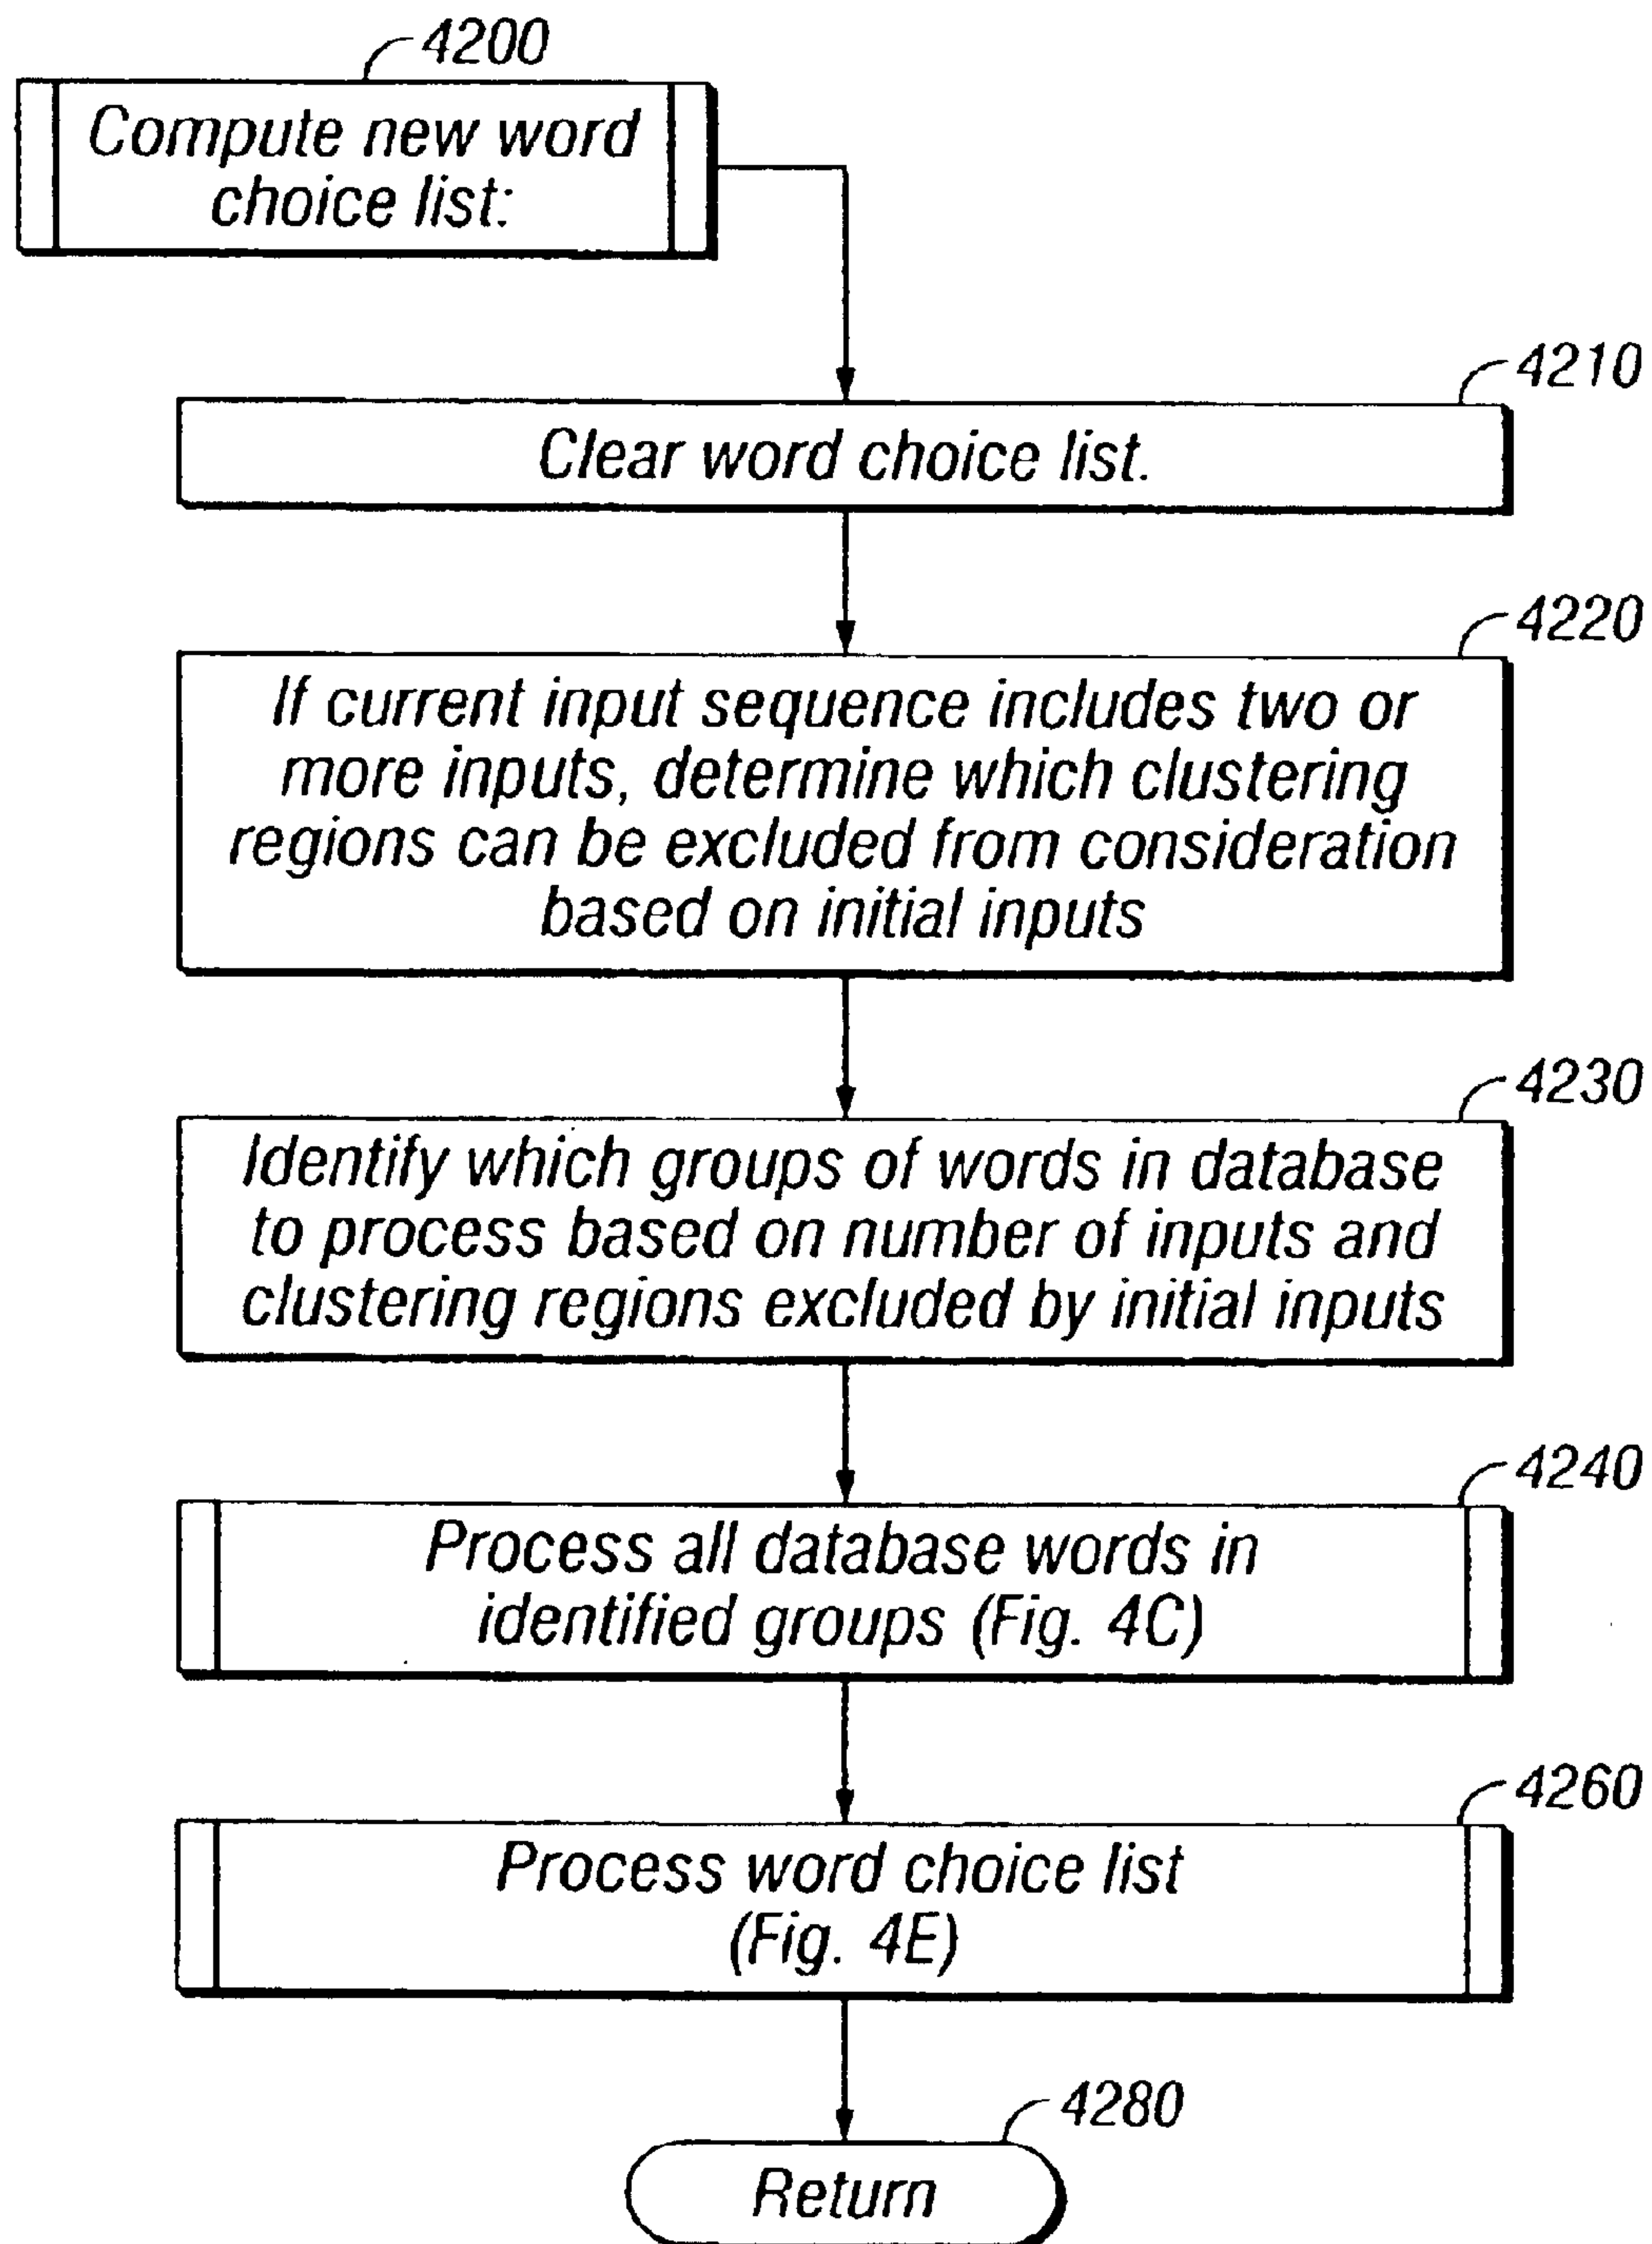 4200
Compute new word
choice list:
4210
Clear word choice list.
4220
If current input sequence includes two or
more inputs, determine which clustering
regions can be excluded from consideration
based on initial inputs
4230
Identify which groups of words in database
to process based on number of inputs and
clustering regions excluded by initial inputs
4240
Process all database words in
identified groups (Fig. 4C)
4260
Process word choice list
(Fig. 4E)
4280
Return